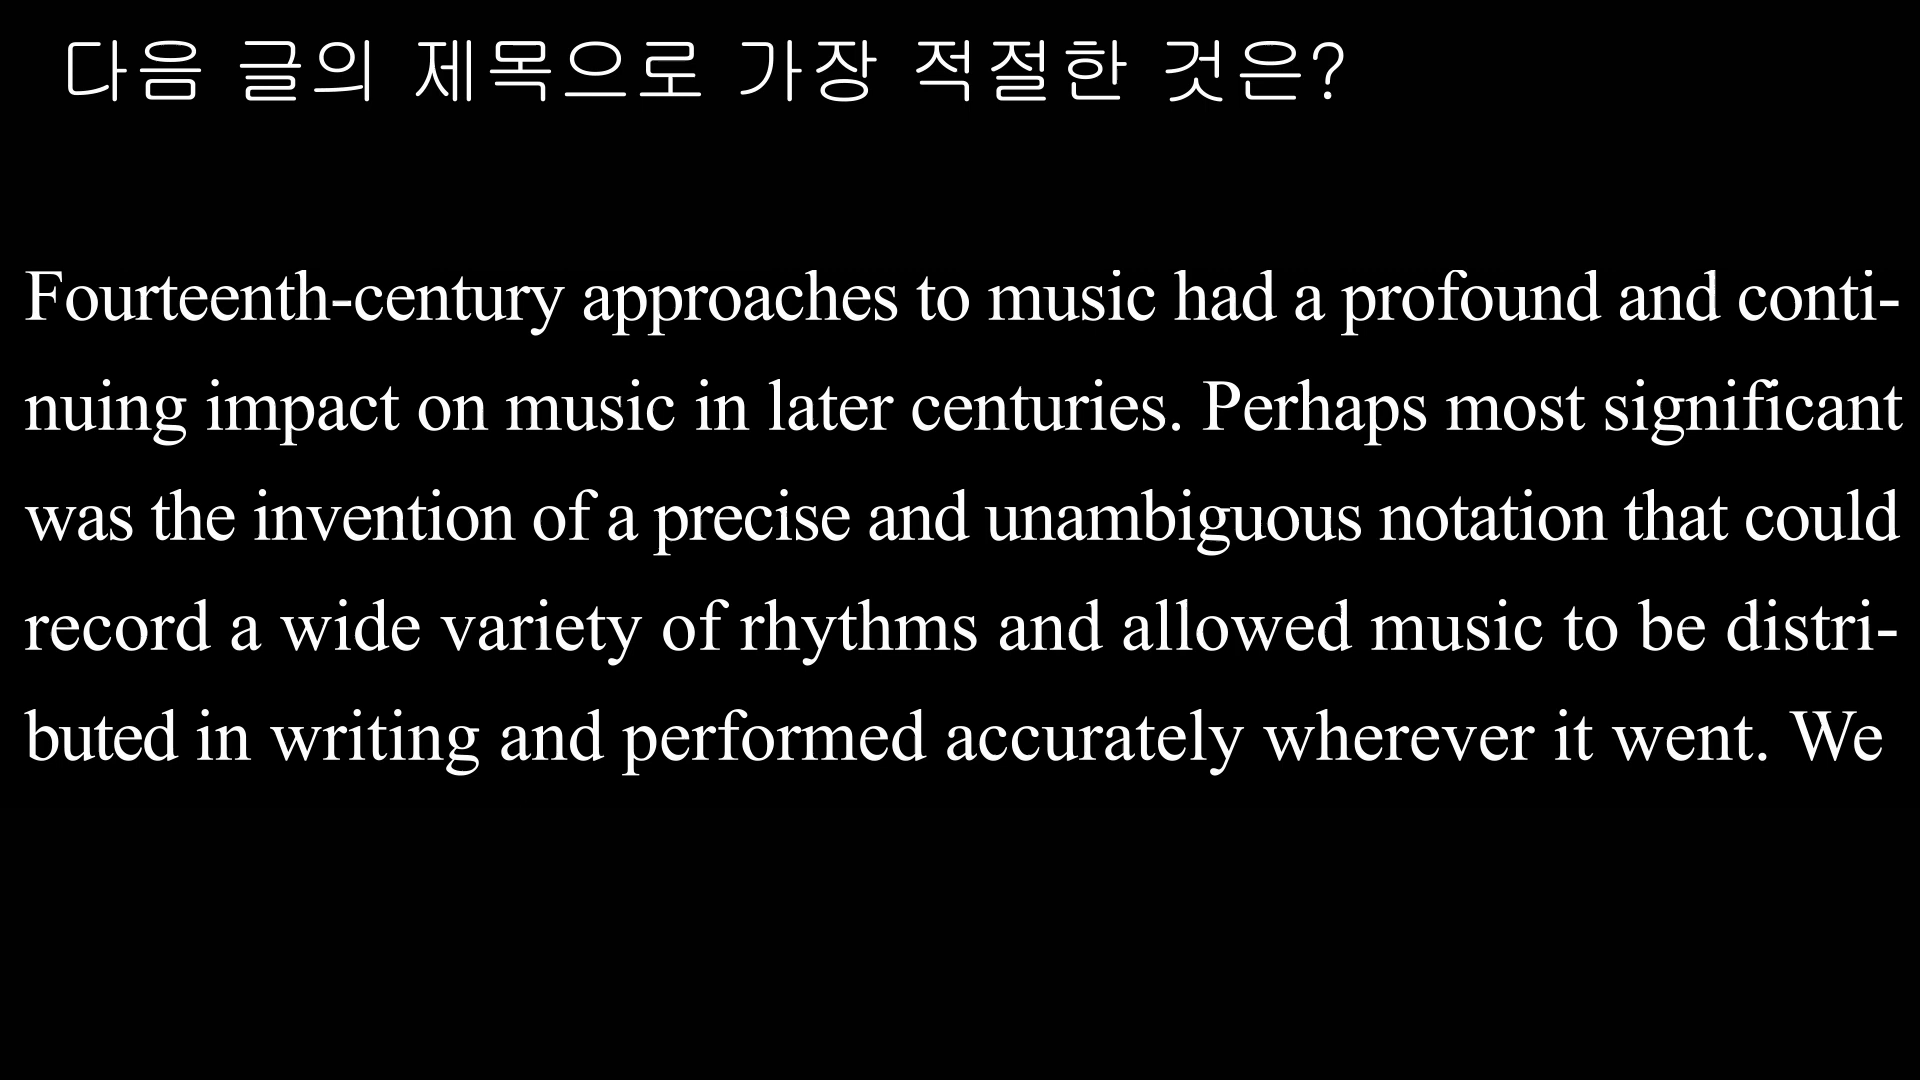 다음 글의 제목으로 가장 적절한 것은?
Fourteenth-century approaches to music had a profound and conti-
nuing impact on music in later centuries. Perhaps most significant
was the invention of a precise and unambiguous notation that could
record a wide variety of rhythms and allowed music to be distri-
buted in writing and performed accurately wherever it went. We